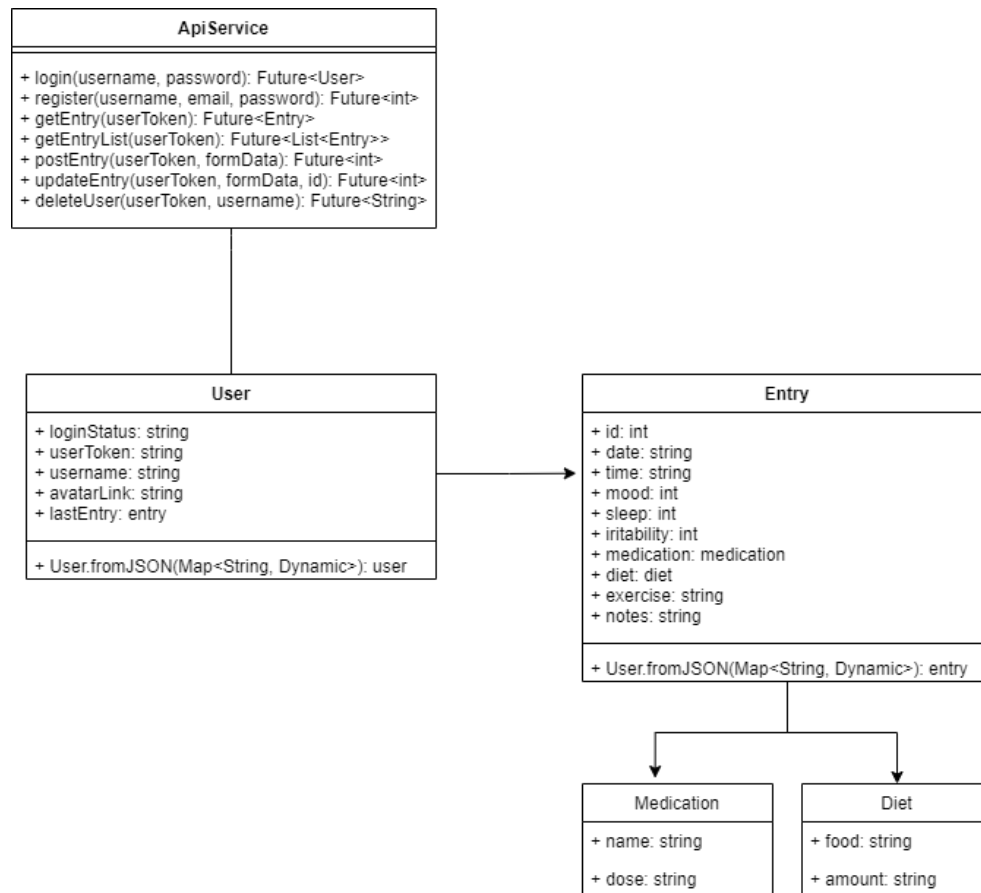 ApiService
+ login(username, password): Future<User>
+ register(username, email, password): Future<int>
+ getEntry(userToken): Future<Entry>
+ getEntryList(userToken): Future<List<Entry>>
+ postEntry(userToken, formData): Future<int>
+ updateEntry(userToken, formData, id): Future<int>
+ deleteUser(userToken, username): Future<String>
User
+ loginStatus: string
+ userToken: string
+ username: string
+ avatarLink: string
+ lastEntry: entry
+ User.fromJSON(Map<String, Dynamic>): user
Entry
+ id: int
+ date: string
+ time: string
+ mood: int
+ sleep: int
+ iritability: int
+ medication: medication
+ diet: diet
+ exercise: string
+ notes: string
+ User.fromJSON(Map<String, Dynamic>): entry
Medication
+ name: string
+ dose: string
Diet
+ food: string
+ amount: string